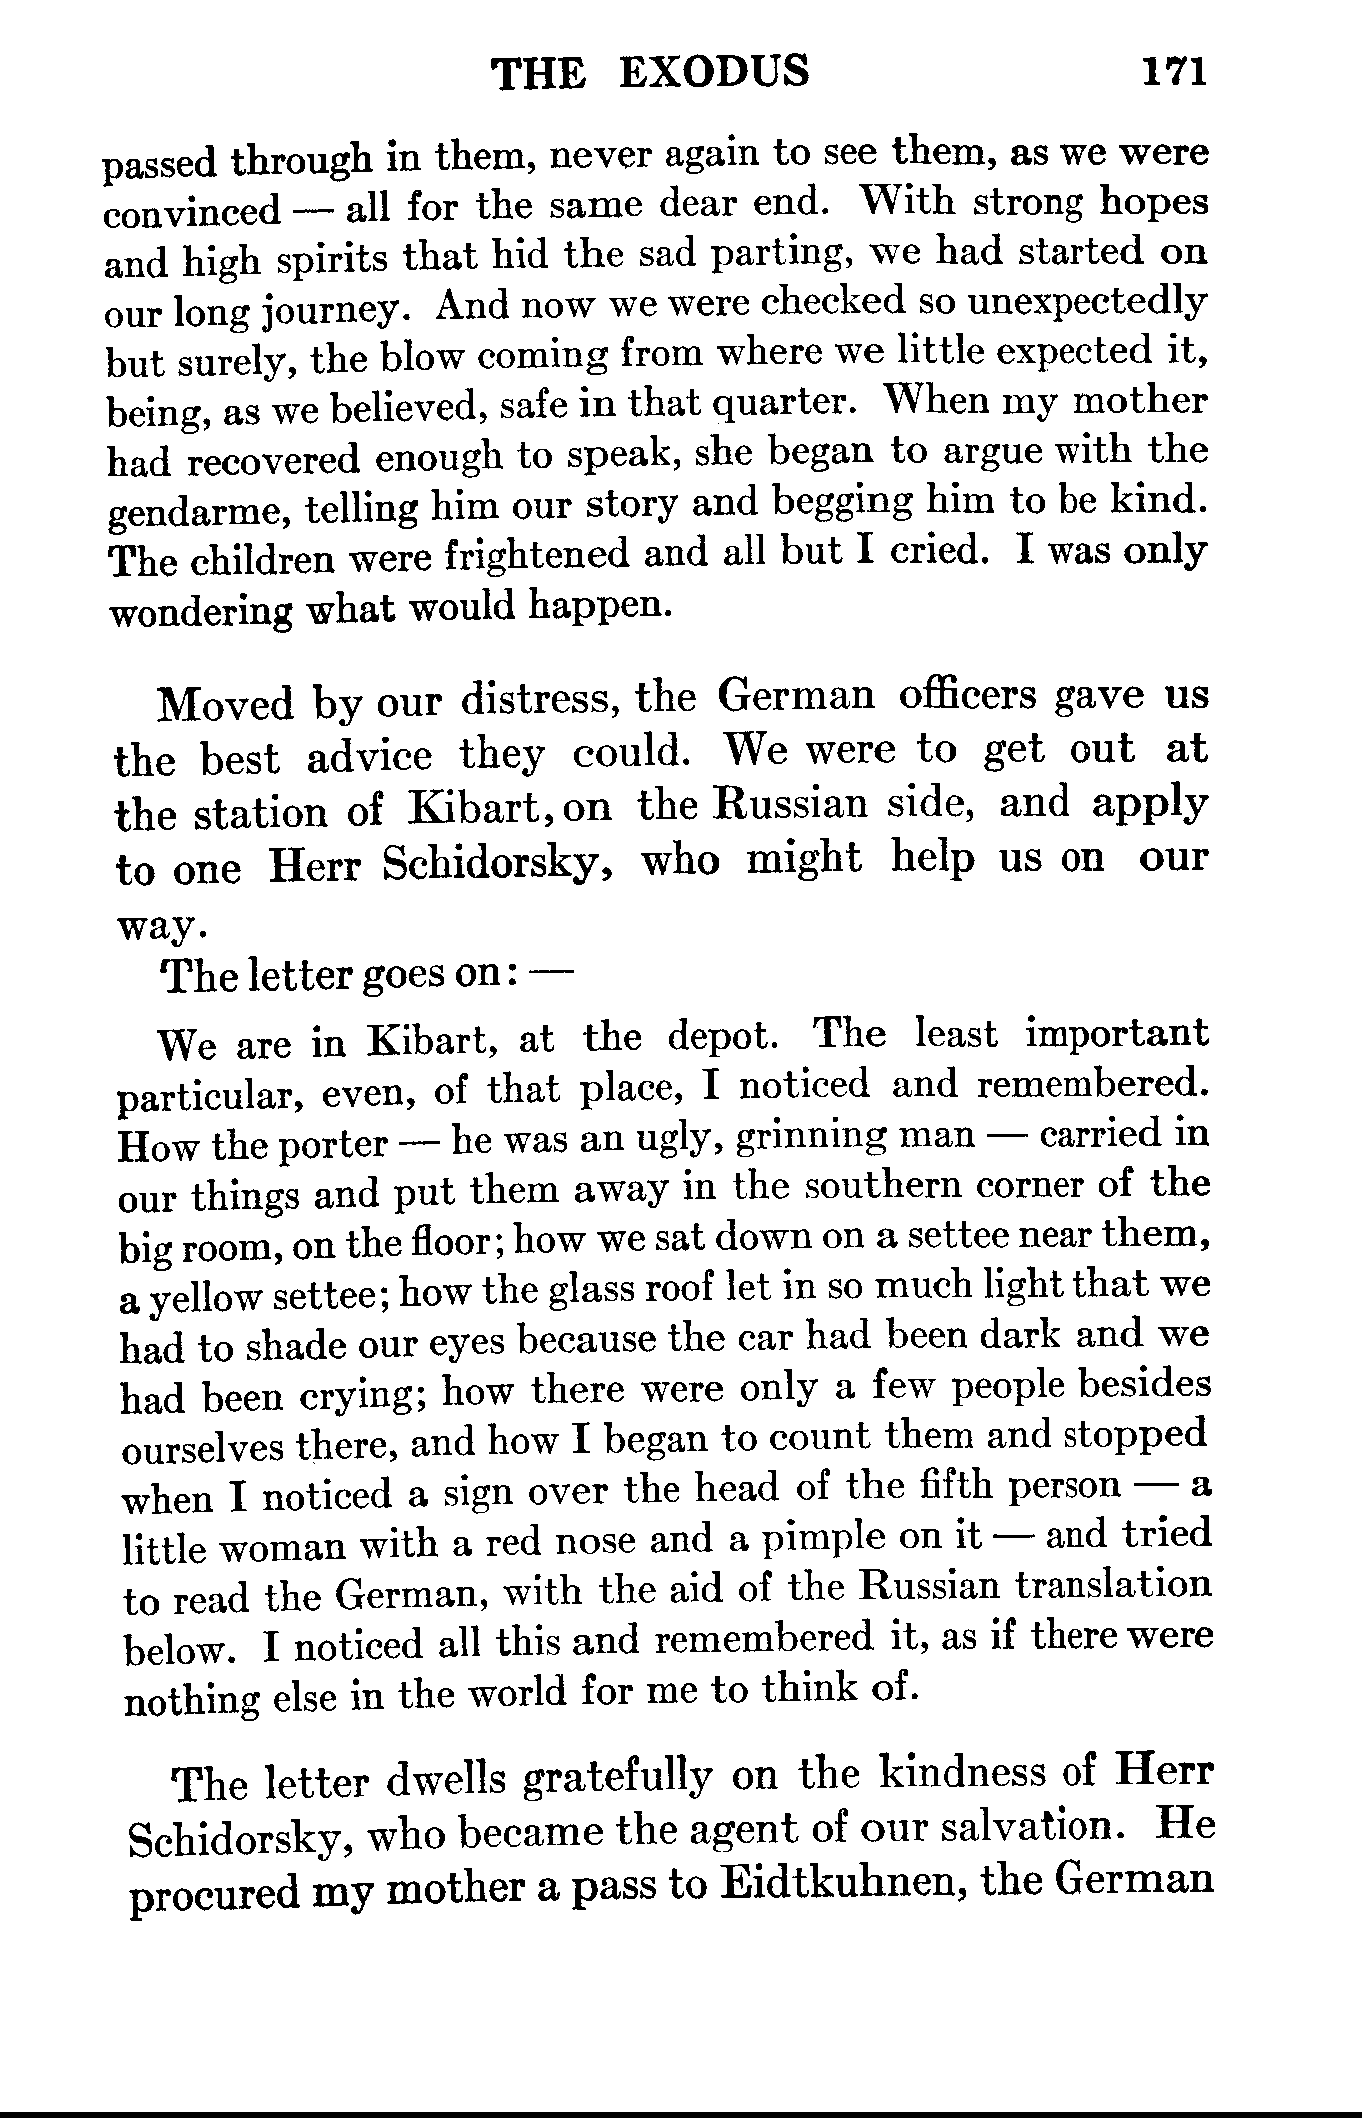 THE EXODUS 171
passed through in them, never again to see them, as we were
convinced — all for the same dear end. With strong hopes
and high spirits that hid the sad parting, we had started on
our long journey. And now we were checked so unexpectedly
but surely, the blow coming from where we little expected it,
being, as we believed, safe in that quarter. When my mother
had recovered enough to speak, she began to argue with the
gendarme, telling him our story and begging him to be kind.
The children were frightened and all but I cried. I was only
wondering what would happen.
Moved by our distress, the German officers gave us
the best advice they could. We were to get out at
the station of Kibart, on the Russian side, and apply
to one Herr Schidorsky, who might help us on our
way.
The letter goes on: —
We are in Kibart, at the depot. The least important
particular, even, of that place, I noticed and remembered.
How the porter — he was an ugly, grinning man — carried in
our things and put them away in the southern corner of the
big room, on the floor; how we sat down on a settee near them,
a yellow settee; how the glass roof let in so much light that we
had to shade our eyes because the car had been dark and we
had been crying; how there were only a few people besides
ourselves there, and how I began to count them and stopped
when I noticed a sign over the head of the fifth person — a
little woman with a red nose and a pimple on it — and tried
to read the German, with the aid of the Russian translation
below. I noticed all this and remembered it, as if there were
nothing else in the world for me to think of.
The letter dwells gratefully on the kindness of Herr
Schidorsky, who became the agent of our salvation. He
procured my mother a pass to Eidtkuhnen, the German